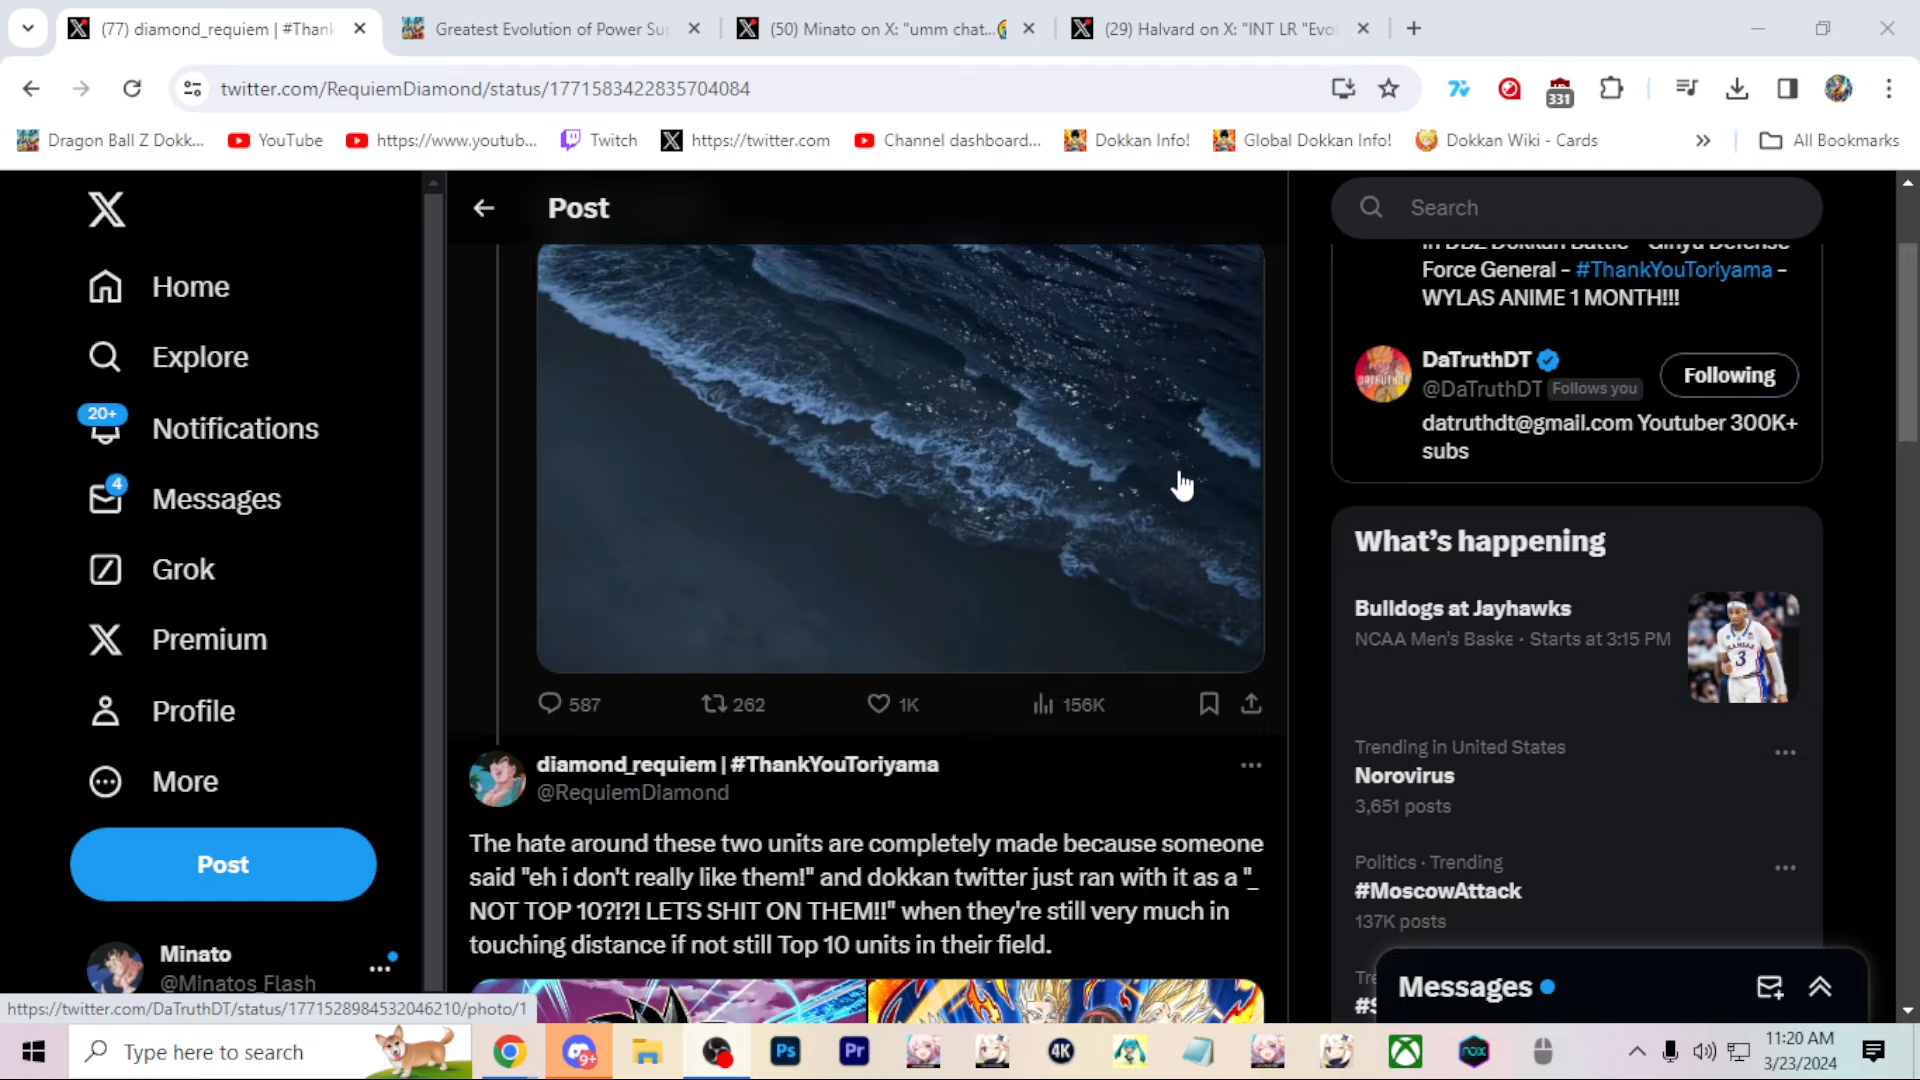 (77) diamond_requiem | #Thank
Greatest Evolution of Power Su
(50) Minato on X: "umm chat...
(29) Halvard on X: "INT LR "Evo
twitter.com/RequiemDiamond/status/1771583422835704084
331
Dragon Ball Z Dokk...
YouTube
https://www.youtub...
Twitch
https://twitter.com
Channel dashboard...
Dokkan Info!
Global Dokkan Info!
Dokkan Wiki - Cards
All Bookmarks
Home
Explore
20+
Notifications
4
Messages
Grok
Premium
Profile
More
Post
Minato
@Minatos_Flash
https://twitter.com/DaTruthDT/status/1771528984532046210/photo/1
Post
587
262
1K
156K
diamond_requiem | #ThankYouToriyama
@RequiemDiamond
The hate around these two units are completely made because someone
said "eh i don't really like them!" and dokkan twitter just ran with it as a "_
NOT TOP 10?!?! LETS SHIT ON THEM!!" when they're still very much in
touching distance if not still Top 10 units in their field.
Search
in DBZ Dokkan Battle - Ginyu Defense
Force General - #ThankYouToriyama -
WYLAS ANIME 1 MONTH!!!
DaTruthDT
@DaTruthDT Follows you
Following
datruthdt@gmail.com Youtuber 300K+
subs
What's happening
Bulldogs at Jayhawks
NCAA Men's Baske · Starts at 3:15 PM
KANSAS
3
Trending in United States
Norovirus
3,651 posts
Politics · Trending
#MoscowAttack
137K posts
Messages
Type here to search
9+
Ps
Pr
4K
nox
11:20 AM
3/23/2024